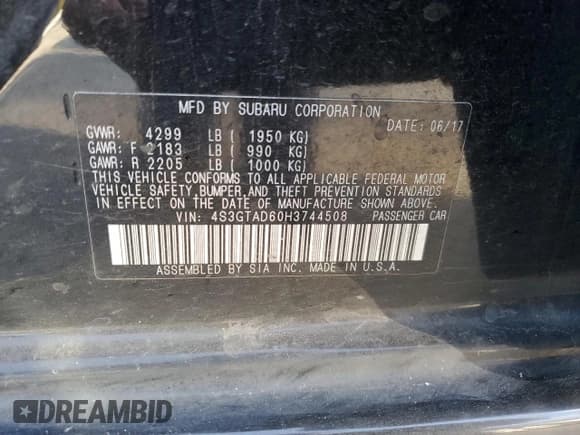 MFD BY SUBARU CORPORATION
DATE: 06/17
GVWR: 4299 LB ( 1950 KG)
GAWR: F 2183 LB ( 990 KG)
GAWR: R 2205 LB ( 1000 KG)
THIS VEHICLE CONFORMS TO ALL APPLICABLE FEDERAL MOTOR
VEHICLE SAFETY, BUMPER, AND THEFT PREVENTION STANDARDS
IN EFFECT ON THE DATE OF MANUFACTURE SHOWN ABOVE.
VIN: 4S3GTAD60H3744508 PASSENGER CAR
ASSEMBLED BY SIA INC. MADE IN U.S.A.
DREAMBID